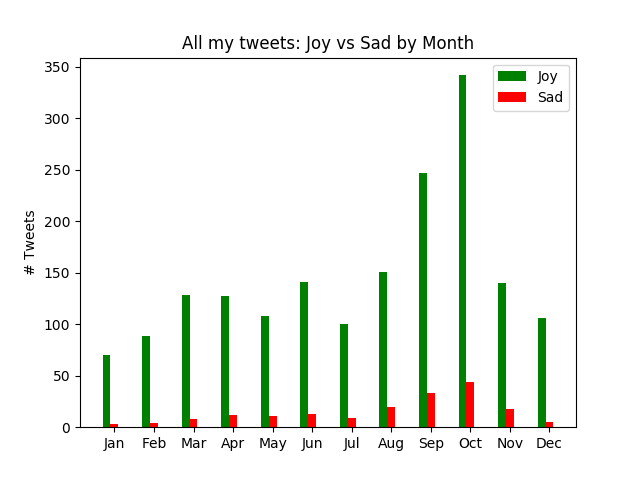 All my tweets: Joy vs Sad by Month
Joy
Sad
# Tweets
350
300
250
200
150
100
50
0
Jan Feb Mar Apr May Jun Jul Aug Sep Oct Nov Dec